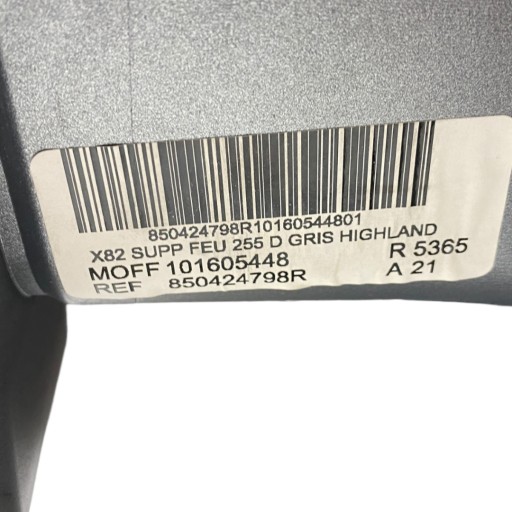 850424798R10160544801
X82 SUPP FEU 255 D GRIS HIGHLAND
MOFF 101605448 R 5365
REF 850424798R A 21